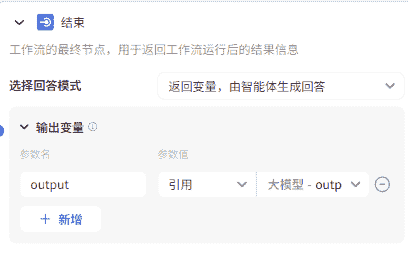 结束
工作流的最终节点，用于返回工作流运行后的结果信息
选择回答模式 返回变量，由智能体生成回答
输出变量
参数名 参数值
output 引用 大模型 - outp
新增